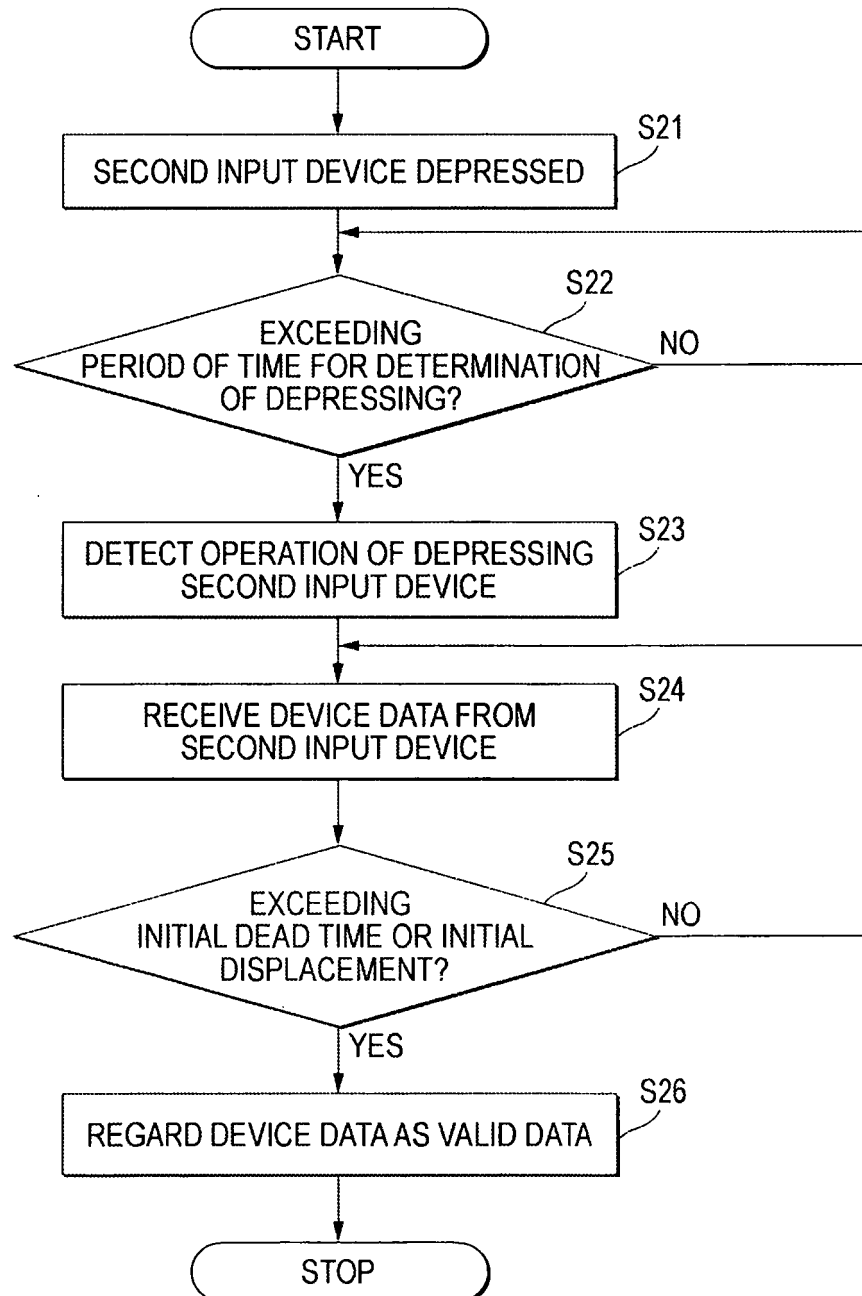 START
S21
SECOND INPUT DEVICE DEPRESSED
S22
EXCEEDING
PERIOD OF TIME FOR DETERMINATION
OF DEPRESSING?
NO
YES
S23
DETECT OPERATION OF DEPRESSING
SECOND INPUT DEVICE
S24
RECEIVE DEVICE DATA FROM
SECOND INPUT DEVICE
S25
EXCEEDING
INITIAL DEAD TIME OR INITIAL
DISPLACEMENT?
NO
YES
S26
REGARD DEVICE DATA AS VALID DATA
STOP